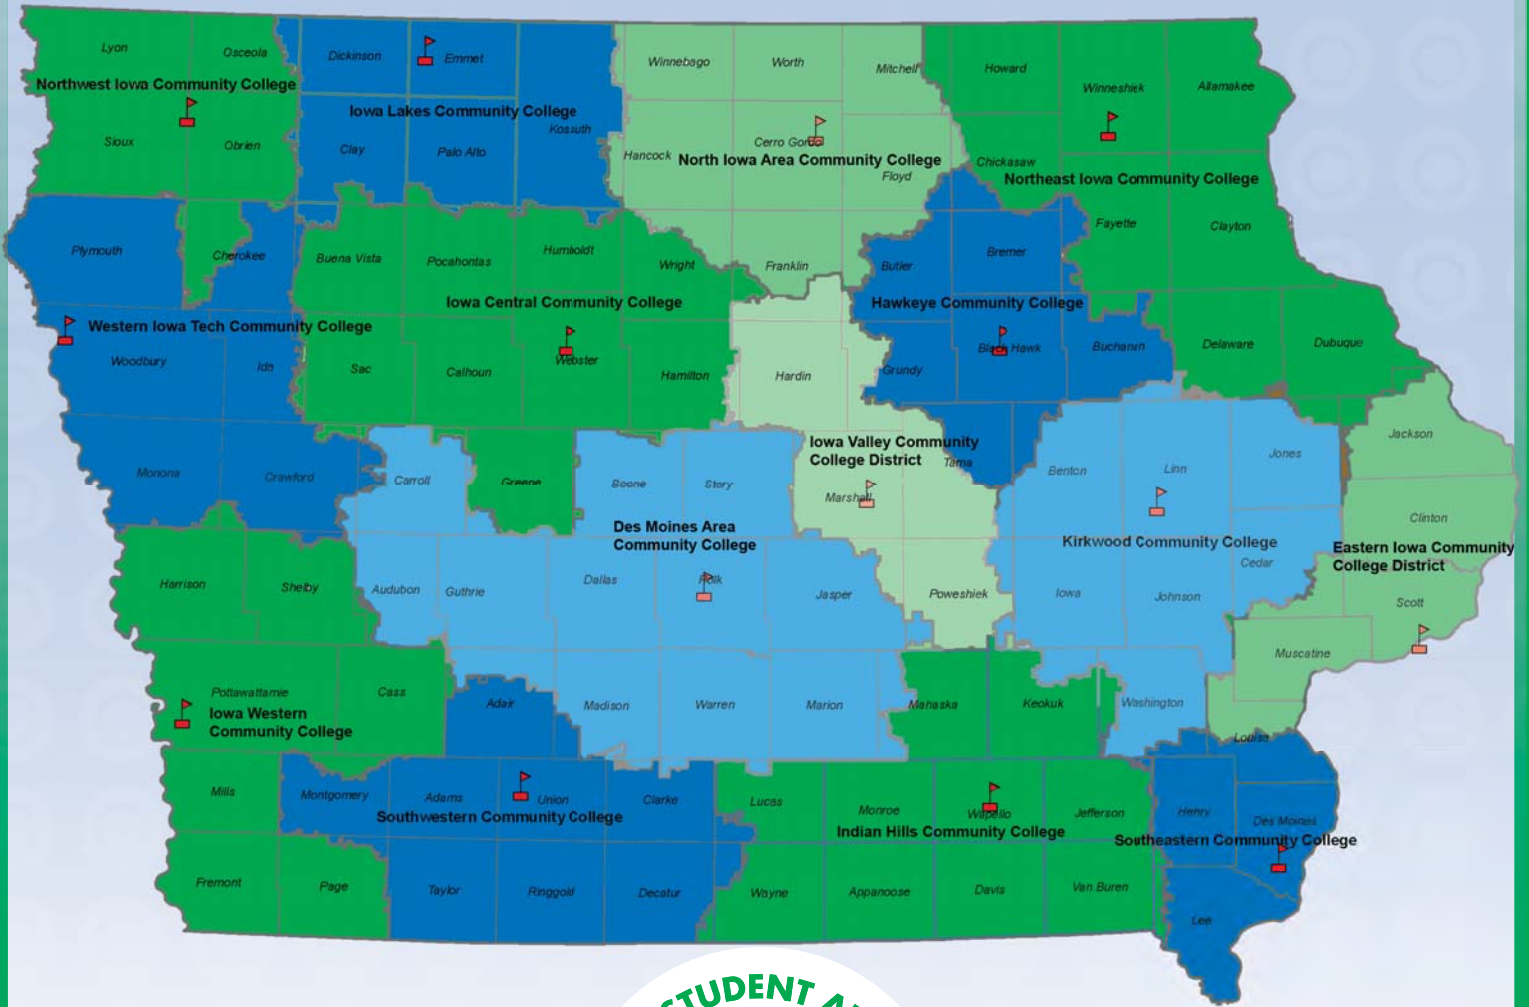 Lyon
Osceola
Dickinson
Emmet
Winnebago
Worth
Mitchell
Howard
Winneshiek
Allamakee
Northwest Iowa Community College
Iowa Lakes Community College
Kossuth
Sioux
Obrien
Clay
Palo Alto
Hancock
Cerro Gordo
North Iowa Area Community College
Floyd
Chickasaw
Northeast Iowa Community College
Fayette
Clayton
Plymouth
Cherokee
Buena Vista
Pocahontas
Humboldt
Wright
Franklin
Butler
Bremer
Iowa Central Community College
Hawkeye Community College
Western Iowa Tech Community College
Woodbury
Ida
Sac
Calhoun
Webster
Hamilton
Hardin
Grundy
Black Hawk
Buchanan
Delaware
Dubuque
Monona
Crawford
Carroll
Greene
Boone
Story
Iowa Valley Community
College District
Tama
Marshall
Benton
Linn
Jones
Jackson
Clinton
Des Moines Area
Community College
Kirkwood Community College
Cedar
Eastern Iowa Community
College District
Harrison
Shelby
Audubon
Guthrie
Dallas
Polk
Jasper
Poweshiek
Iowa
Johnson
Scott
Muscatine
Pottawattamie
Cass
Iowa Western
Community College
Adair
Madison
Warren
Marion
Mahaska
Keokuk
Washington
Louisa
Mills
Montgomery
Adams
Union
Clarke
Southwestern Community College
Lucas
Monroe
Wapello
Jefferson
Indian Hills Community College
Henry
Des Moines
Southeastern Community College
Fremont
Page
Taylor
Ringgold
Decatur
Wayne
Appanoose
Davis
Van Buren
Lee
STUDENT